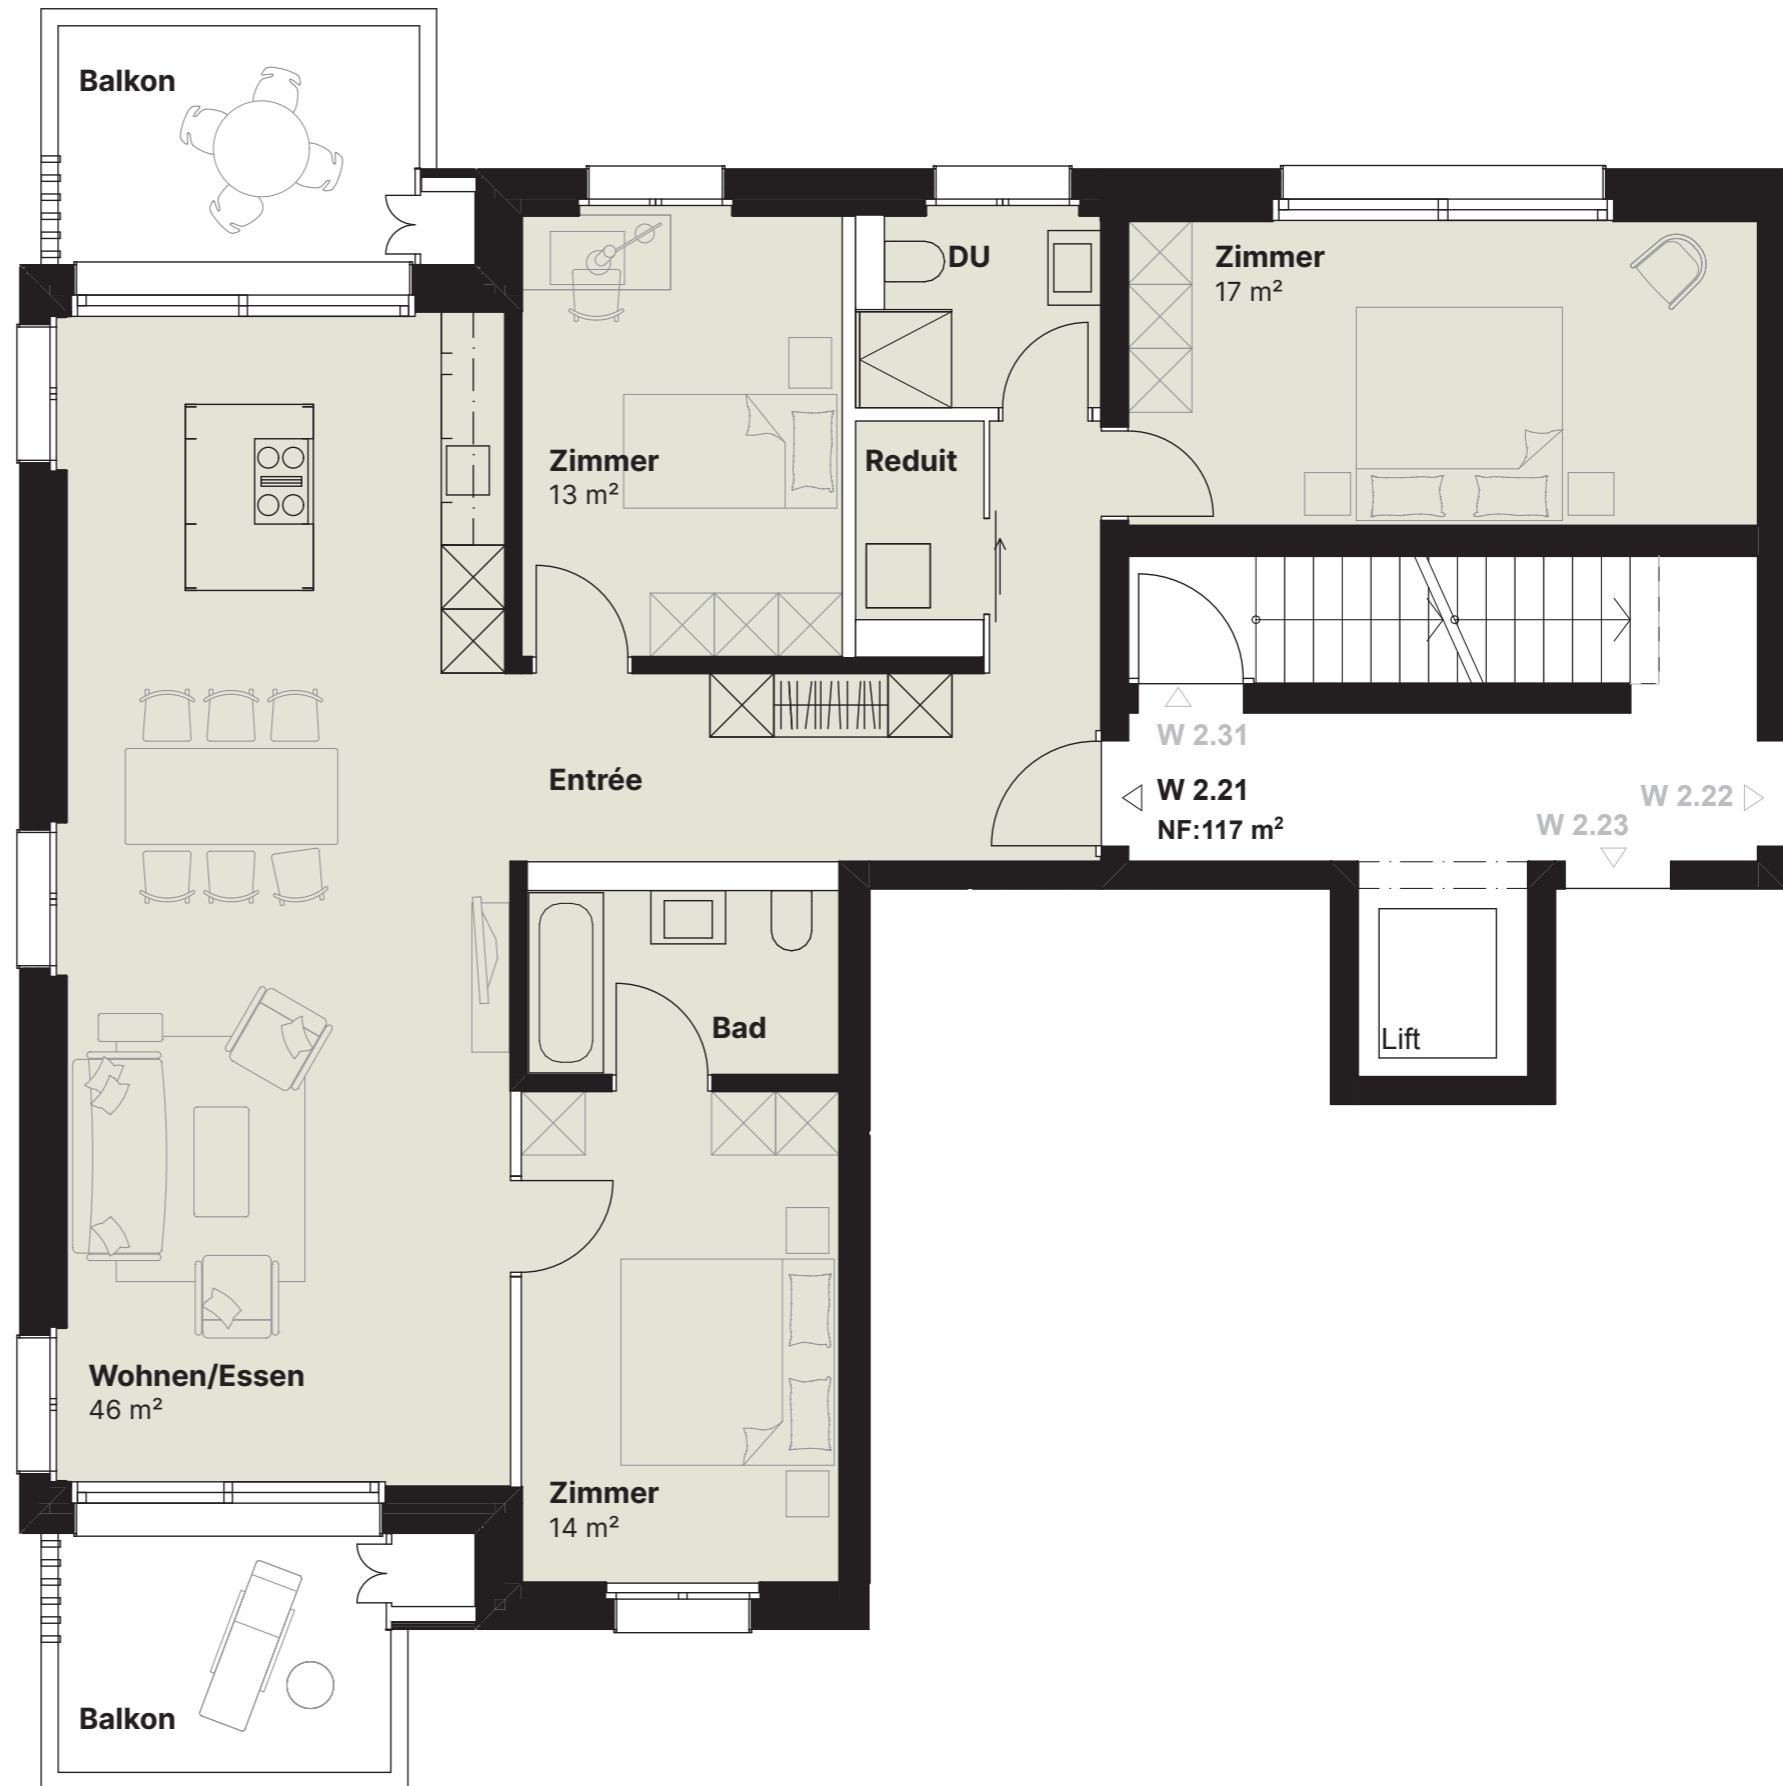 Balkon
DU
Zimmer
17 m²
Zimmer
13 m²
Reduit
W 2.31
Entrée
W 2.21
NF:117 m²
W 2.22
W 2.23
Bad
Lift
Wohnen/Essen
46 m²
Zimmer
14 m²
Balkon